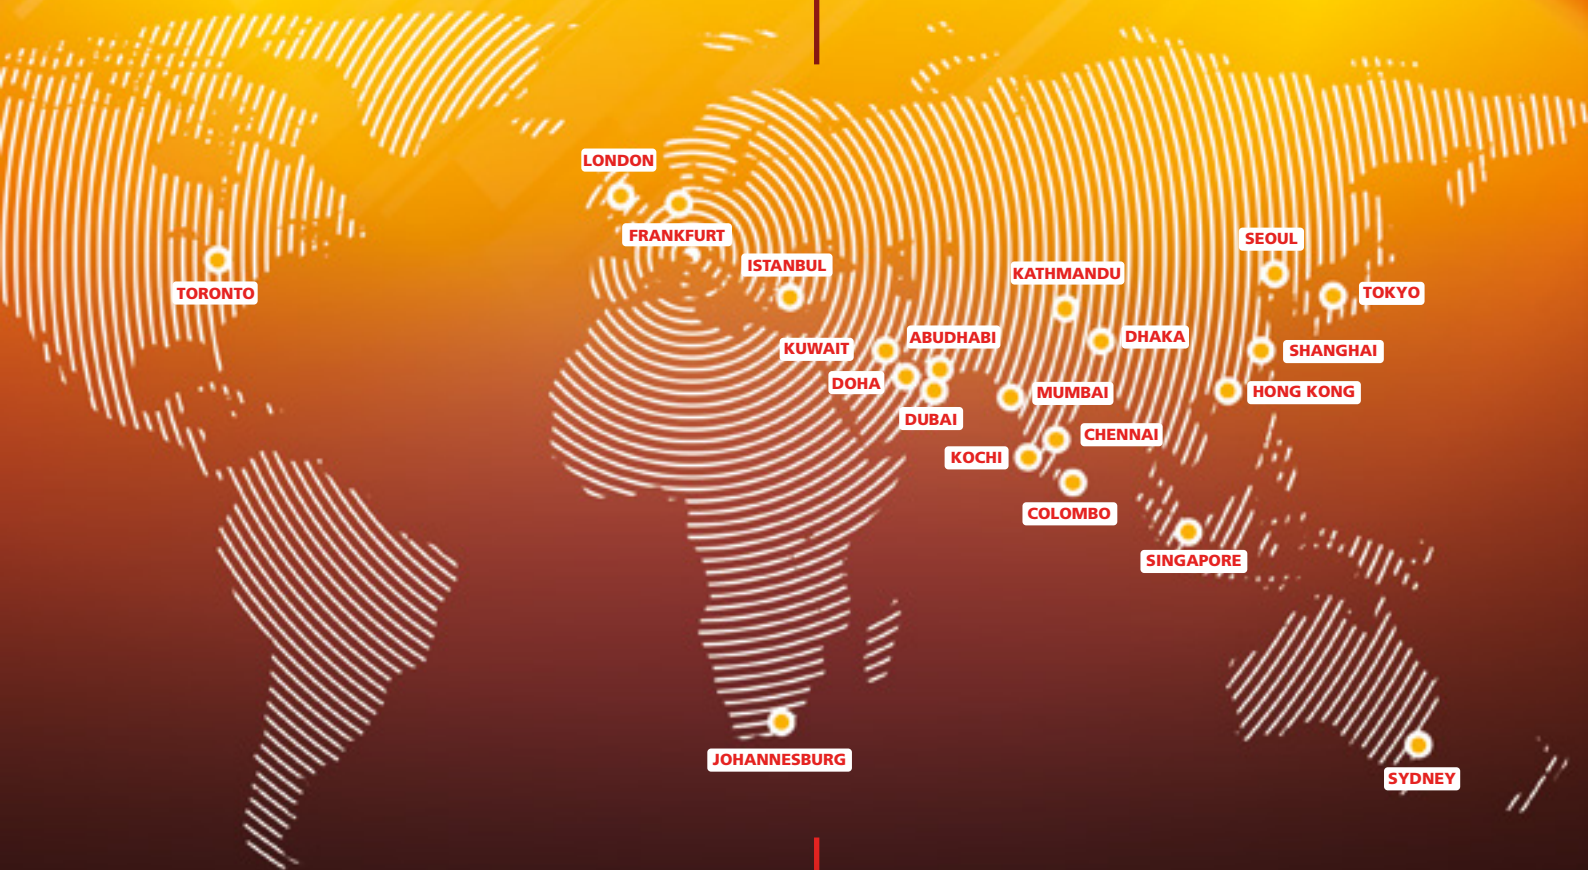 LONDON
FRANKFURT
SEOUL
ISTANBUL
KATHMANDU
TORONTO
TOKYO
ABUDHABI
DHAKA
KUWAIT
SHANGHAI
DOHA
MUMBAI
HONG KONG
DUBAI
CHENNAI
KOCHI
COLOMBO
SINGAPORE
JOHANNESBURG
SYDNEY